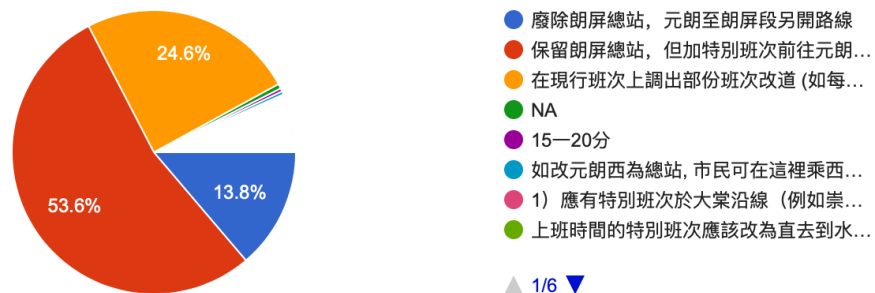 24.6%
53.6%
13.8%
廢除朗屏總站，元朗至朗屏段另開路線
保留朗屏總站，但加特別班次前往元朗…
在現行班次上調出部份班次改道 (如每…
NA
15—20分
如改元朗西為總站, 市民可在這裡乘西…
1）應有特別班次於大棠沿線（例如崇…
上班時間的特別班次應該改為直去到水…
1/6